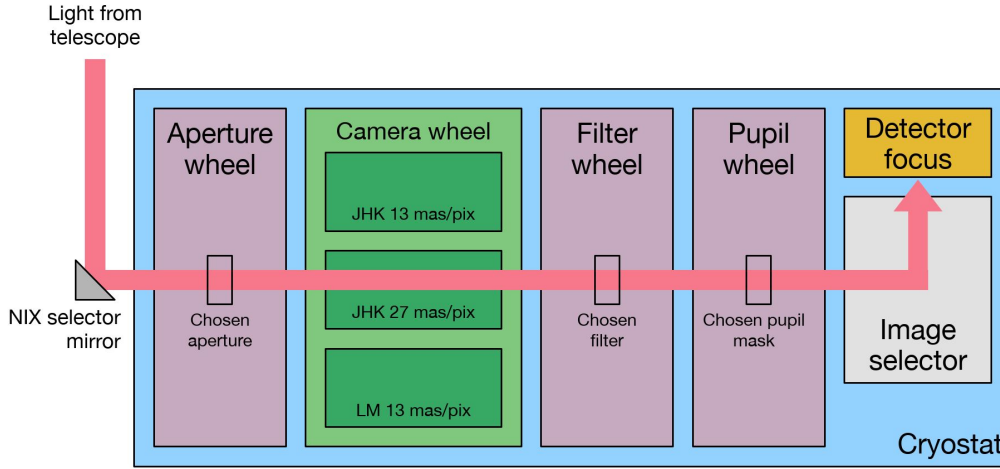 Light from
telescope
NIX selector
mirror
Aperture
wheel
Chosen
aperture
Camera wheel
JHK 13 mas/pix
JHK 27 mas/pix
LM 13 mas/pix
Filter
wheel
Chosen
filter
Pupil
wheel
Chosen pupil
mask
Detector
focus
Image
selector
Cryostat